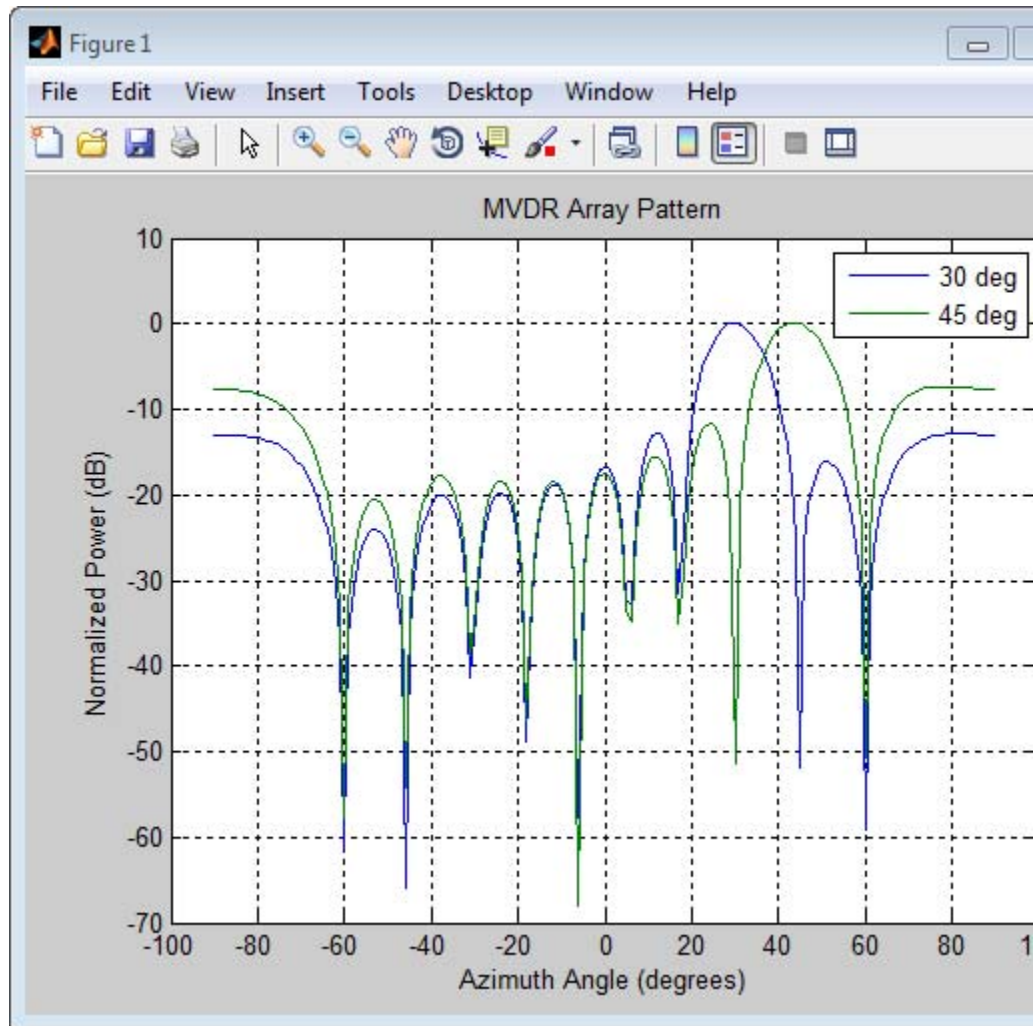 Figure 1
File Edit View Insert Tools Desktop Window Help
MVDR Array Pattern
30 deg
45 deg
10
0
-10
-20
-30
-40
-50
-60
-70
Normalized Power (dB)
-100 -80 -60 -40 -20 0 20 40 60 80 1
Azimuth Angle (degrees)